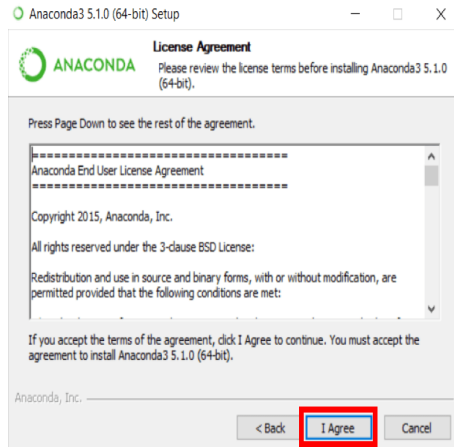 Anaconda3 5.1.0 (64-bit) Setup
ANACONDA
License Agreement
Please review the license terms before installing Anaconda3 5.1.0
(64-bit).
Press Page Down to see the rest of the agreement.
===================================
Anaconda End User License Agreement
===================================
Copyright 2015, Anaconda, Inc.
All rights reserved under the 3-clause BSD License:
Redistribution and use in source and binary forms, with or without modification, are
permitted provided that the following conditions are met:
If you accept the terms of the agreement, click I Agree to continue. You must accept the
agreement to install Anaconda3 5.1.0 (64-bit).
Anaconda, Inc.
< Back I Agree Cancel